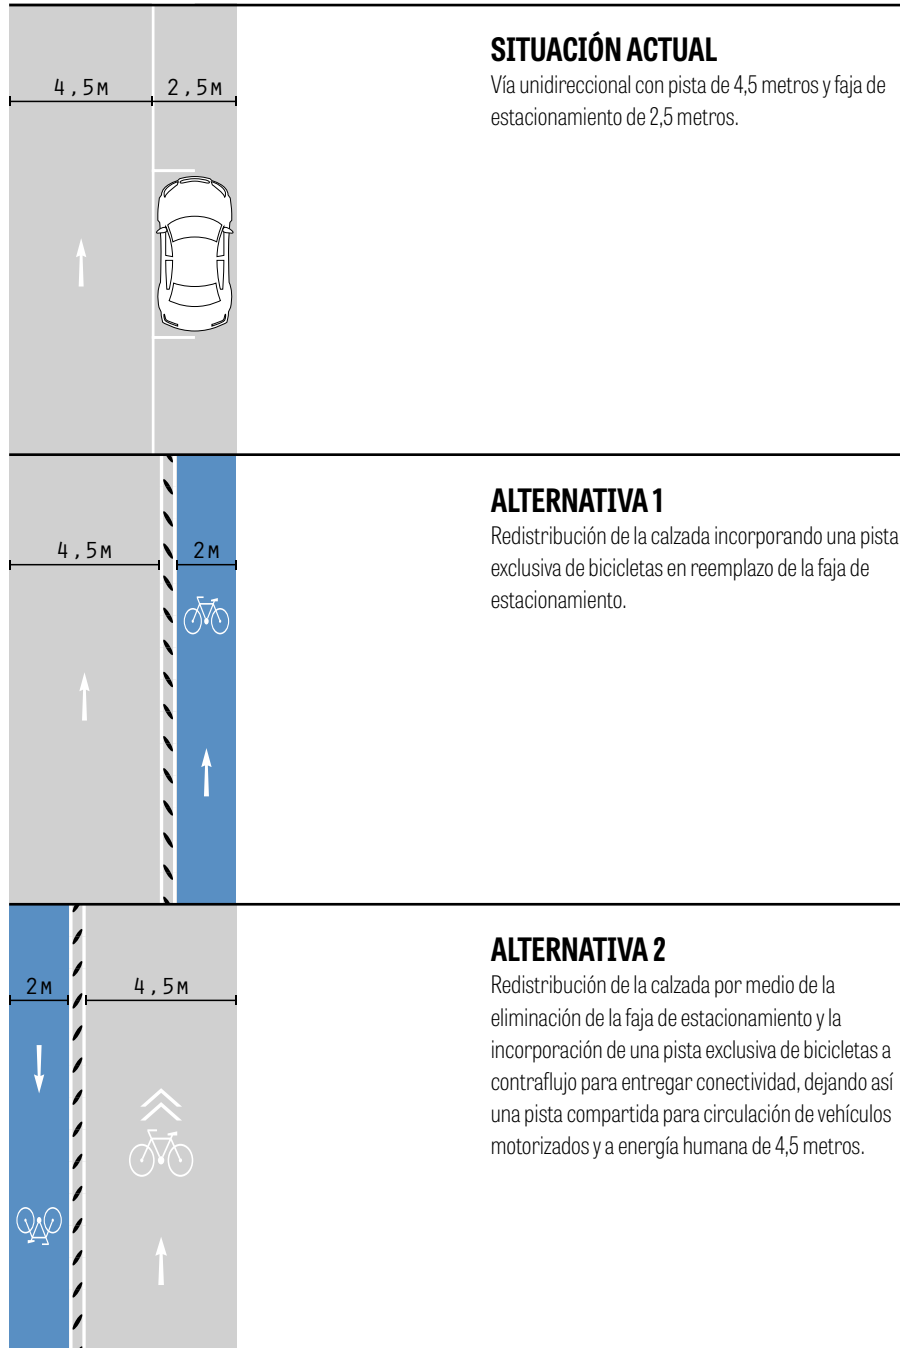 SITUACIÓN ACTUAL
Vía unidireccional con pista de 4,5 metros y faja de
estacionamiento de 2,5 metros.
4,5M 2,5M
ALTERNATIVA 1
Redistribución de la calzada incorporando una pista
exclusiva de bicicletas en reemplazo de la faja de
estacionamiento.
4,5M 2M
ALTERNATIVA 2
Redistribución de la calzada por medio de la
eliminación de la faja de estacionamiento y la
incorporación de una pista exclusiva de bicicletas a
contraflujo para entregar conectividad, dejando así
una pista compartida para circulación de vehículos
motorizados y a energía humana de 4,5 metros.
2M 4,5M